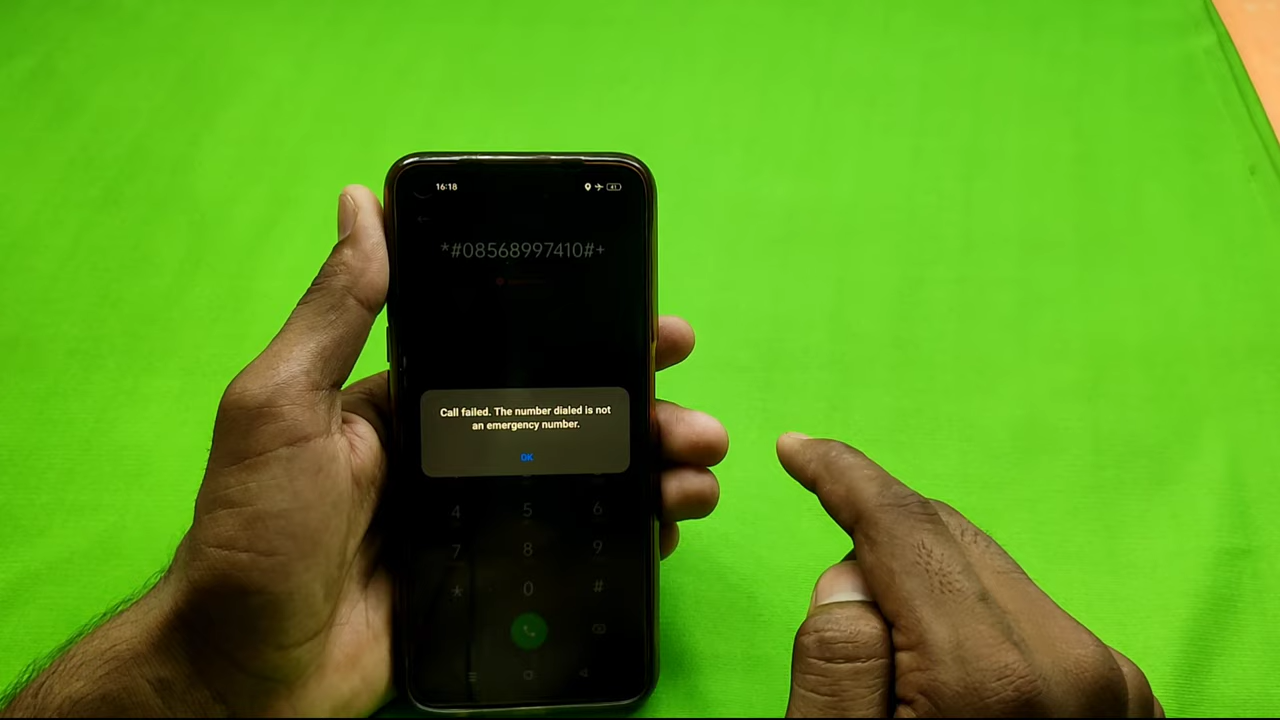 16:18
41
*#08568997410#+
Call failed. The number dialed is not
an emergency number.
OK
4 5 6
7 8 9
* 0 #